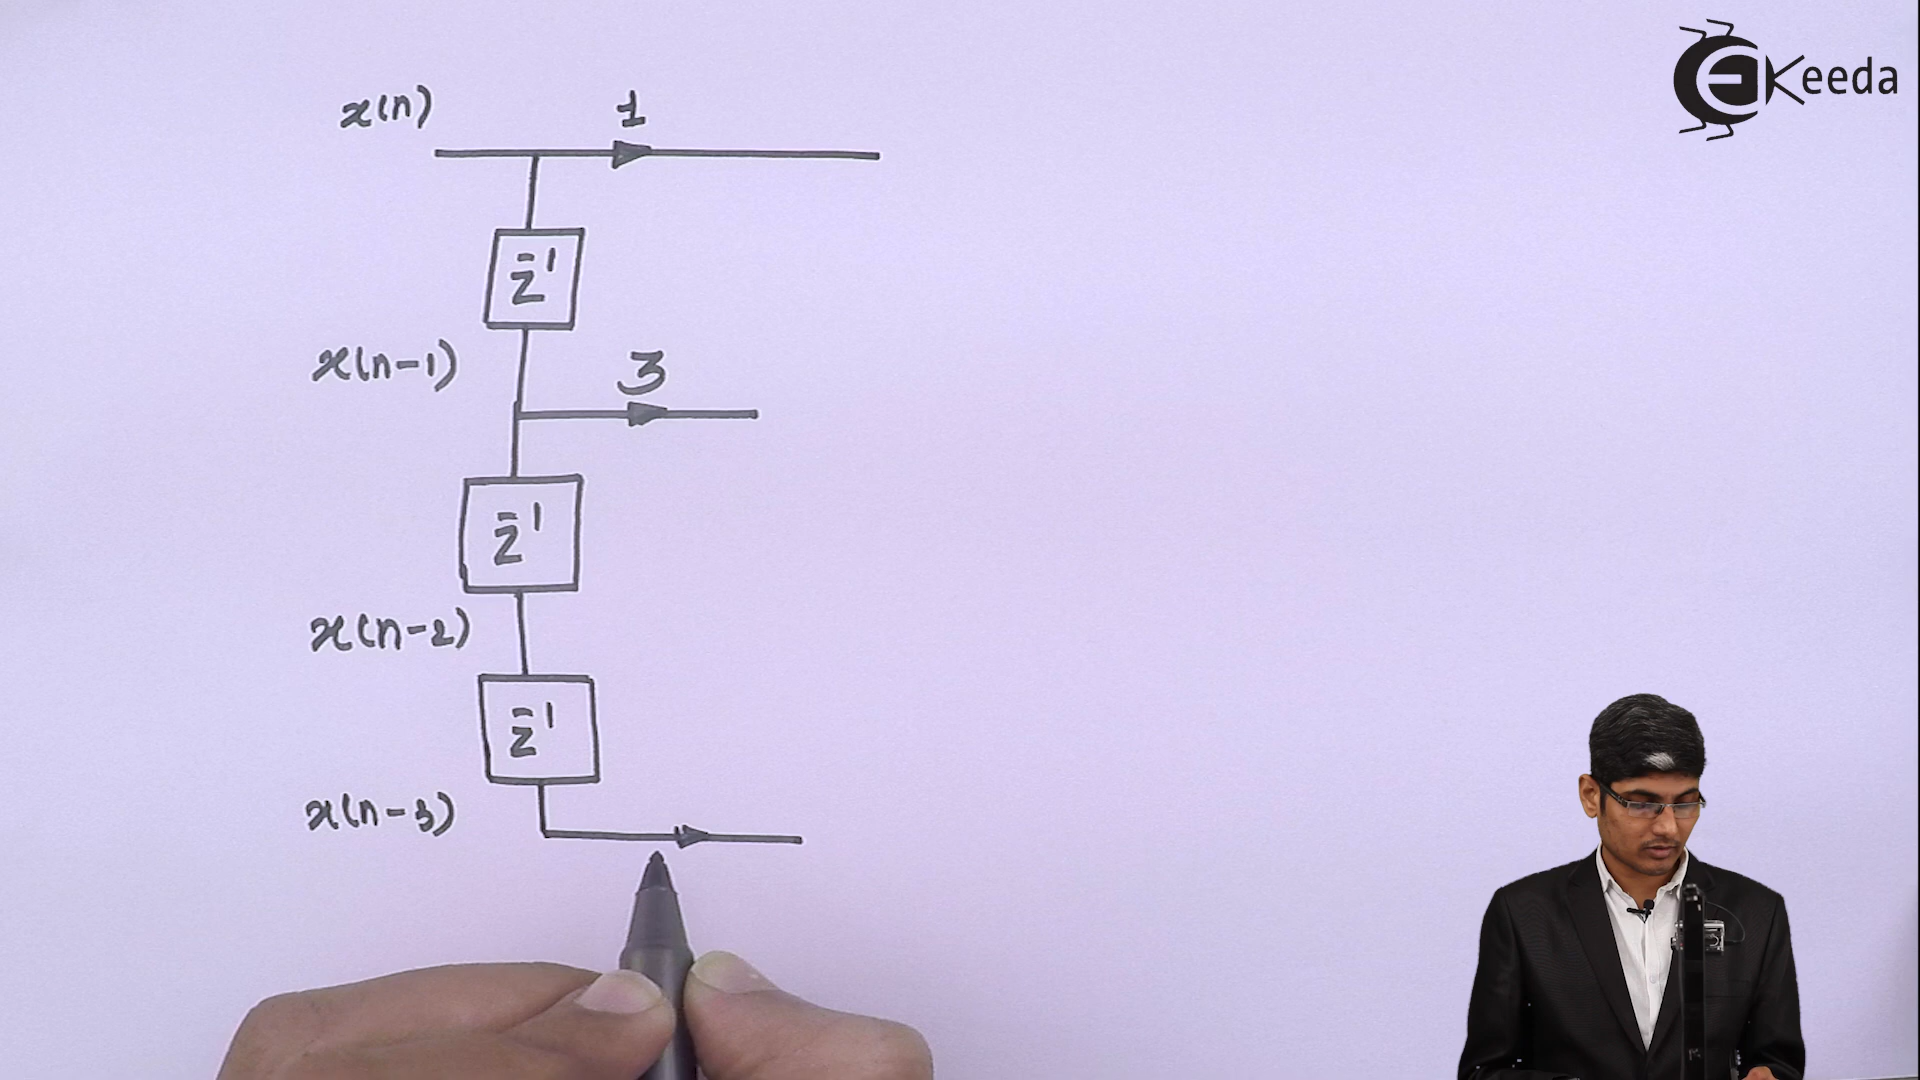 eKeeda
x(n)
1
z̄¹
x(n-1)
3
z̄¹
x(n-2)
z̄¹
x(n-3)